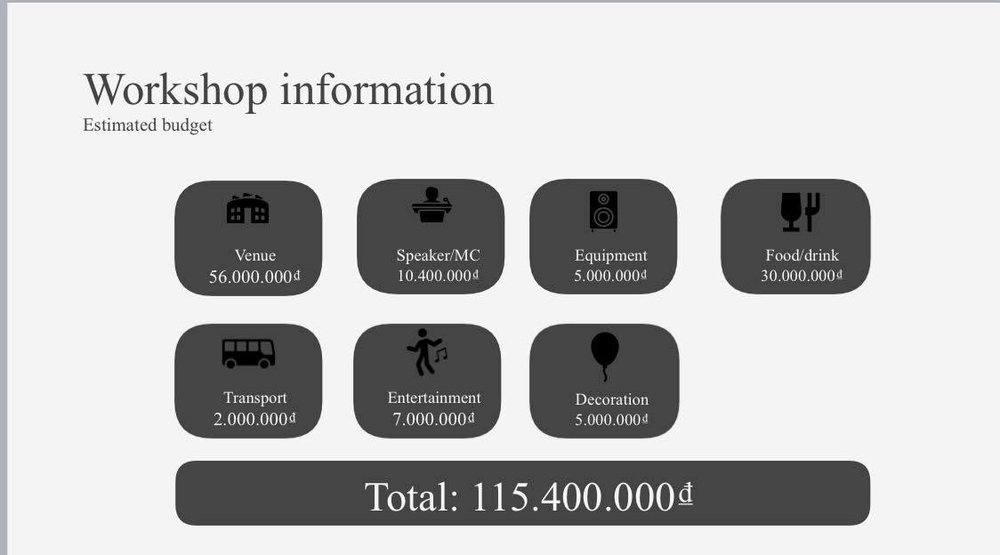 Workshop information
Estimated budget
Venue
56.000.000₫
Speaker/MC
10.400.000₫
Equipment
5.000.000₫
Food/drink
30.000.000₫
Transport
2.000.000₫
Entertainment
7.000.000₫
Decoration
5.000.000₫
Total: 115.400.000₫